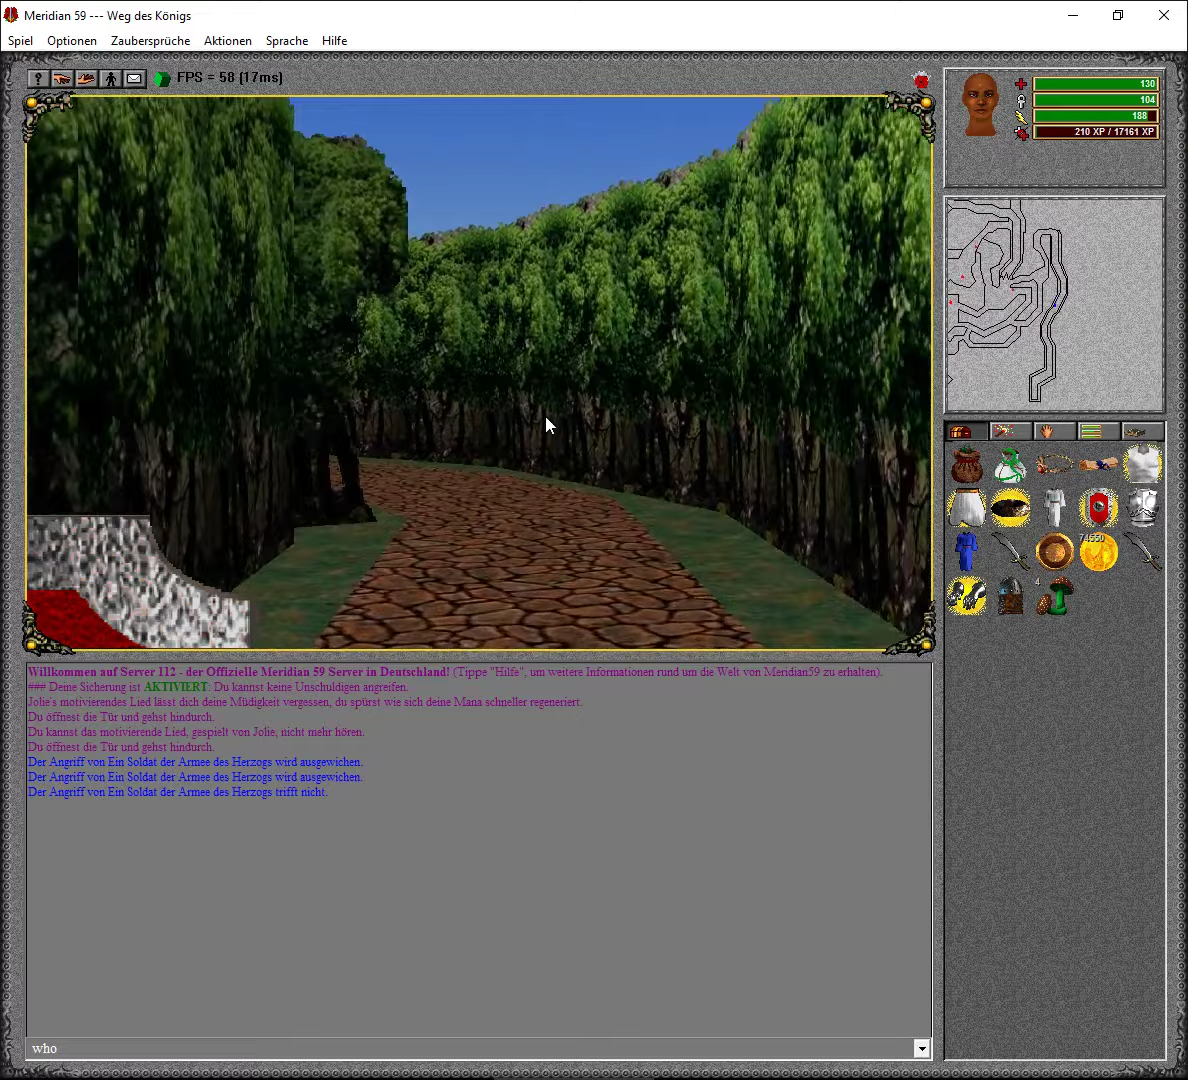 Meridian 59 --- Weg des Königs
Spiel Optionen Zaubersprüche Aktionen Sprache Hilfe
FPS = 58 (17ms)
130
104
188
210 XP / 17161 XP
74550
4
Willkommen auf Server 112 - der Offizielle Meridian 59 Server in Deutschland! (Tippe "Hilfe", um weitere Informationen rund um die Welt von Meridian59 zu erhalten).
### Deine Sicherung ist AKTIVIERT: Du kannst keine Unschuldigen angreifen.
Jolie's motivierendes Lied lässt dich deine Müdigkeit vergessen, du spürst wie sich deine Mana schneller regeneriert.
Du öffnest die Tür und gehst hindurch.
Du kannst das motivierende Lied, gespielt von Jolie, nicht mehr hören.
Du öffnest die Tür und gehst hindurch.
Der Angriff von Ein Soldat der Armee des Herzogs wird ausgewichen.
Der Angriff von Ein Soldat der Armee des Herzogs wird ausgewichen.
Der Angriff von Ein Soldat der Armee des Herzogs trifft nicht.
who